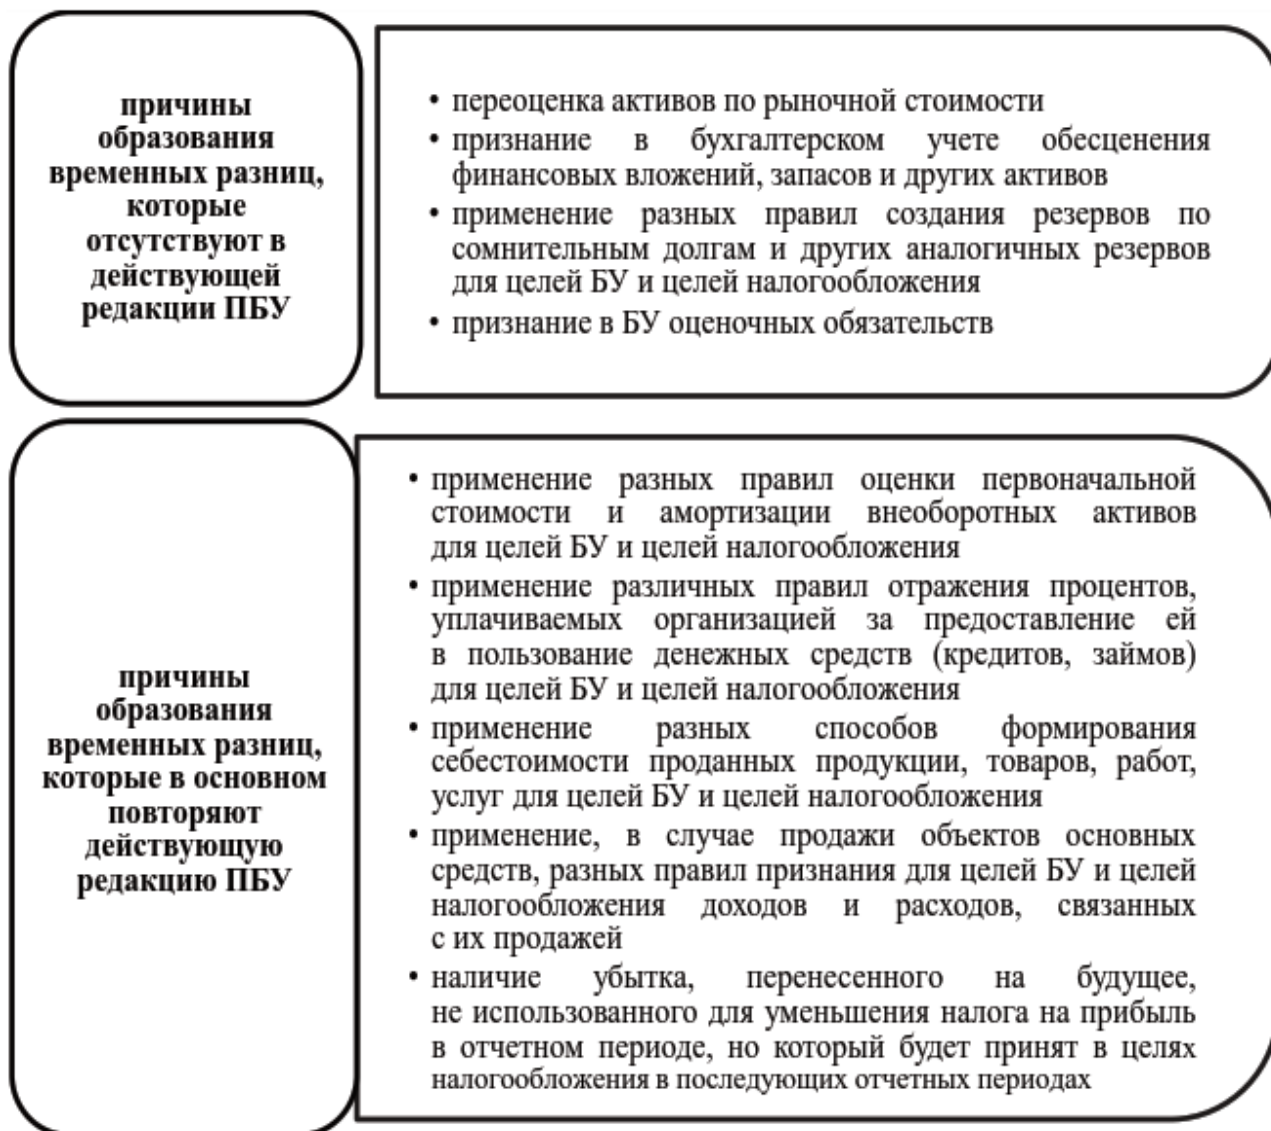 причины
образования
временных разниц,
которые
отсутствуют в
действующей
редакции ПБУ
• переоценка активов по рыночной стоимости
• признание в бухгалтерском учете обесценения
финансовых вложений, запасов и других активов
• применение разных правил создания резервов по
сомнительным долгам и других аналогичных резервов
для целей БУ и целей налогообложения
• признание в БУ оценочных обязательств
причины
образования
временных разниц,
которые в основном
повторяют
действующую
редакцию ПБУ
• применение разных правил оценки первоначальной
стоимости и амортизации внеоборотных активов
для целей БУ и целей налогообложения
• применение различных правил отражения процентов,
уплачиваемых организацией за предоставление ей
в пользование денежных средств (кредитов, займов)
для целей БУ и целей налогообложения
• применение разных способов формирования
себестоимости проданных продукции, товаров, работ,
услуг для целей БУ и целей налогообложения
• применение, в случае продажи объектов основных
средств, разных правил признания для целей БУ и целей
налогообложения доходов и расходов, связанных
с их продажей
• наличие убытка, перенесенного на будущее,
не использованного для уменьшения налога на прибыль
в отчетном периоде, но который будет принят в целях
налогообложения в последующих отчетных периодах